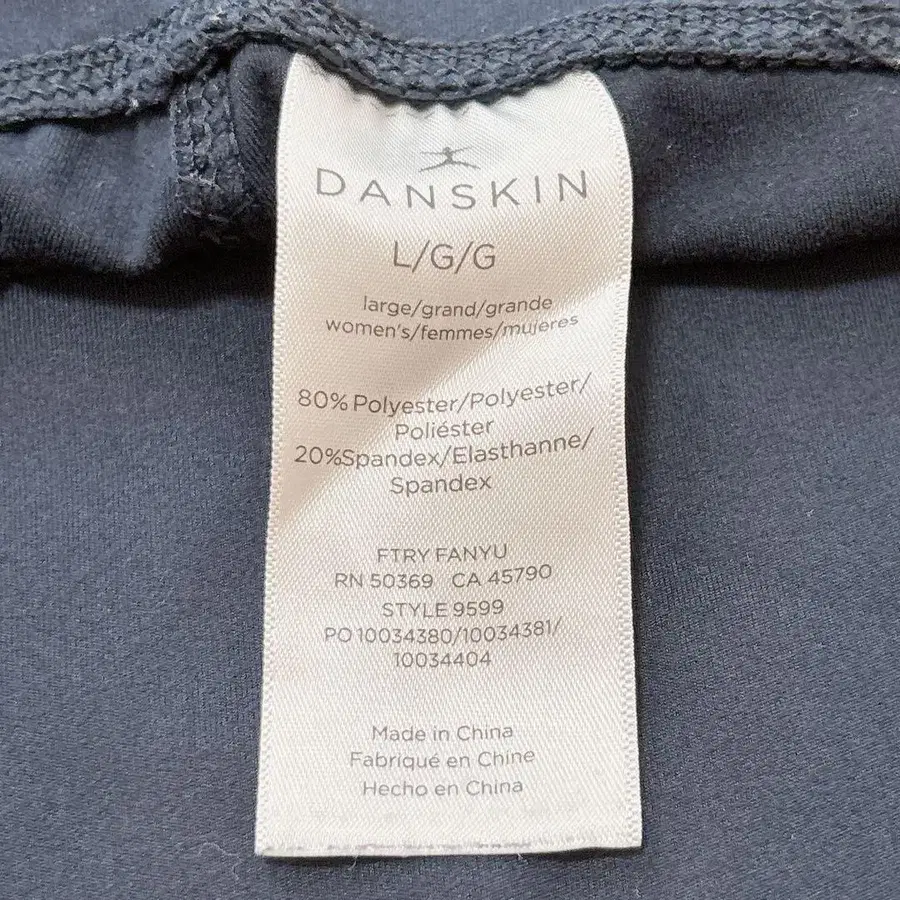 DANSKIN
L/G/G
large/grand/grande
women's/femmes/mujeres
80% Polyester/Polyester/
Poliéster
20%Spandex/Elasthanne/
Spandex
FTRY FANYU
RN 50369 CA 45790
STYLE 9599
PO 10034380/10034381/
10034404
Made in China
Fabriqué en Chine
Hecho en China